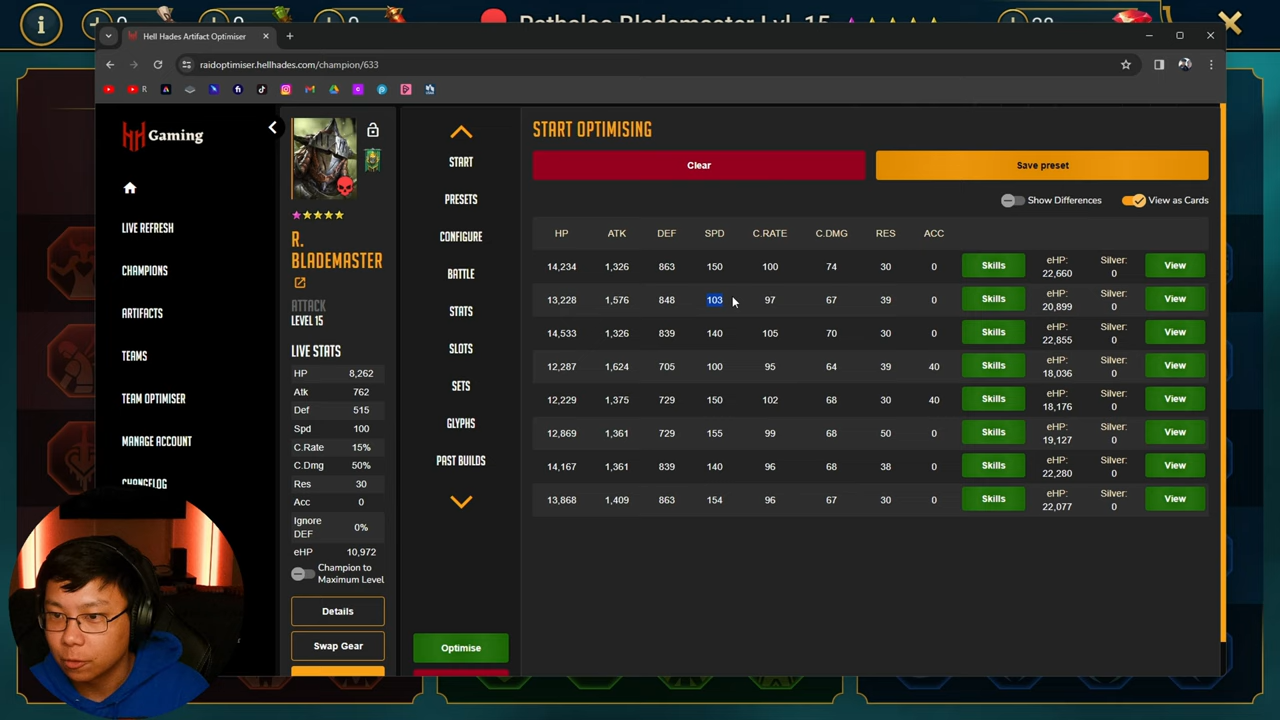 Hell Hades Artifact Optimiser
raidoptimiser.hellhades.com/champion/633
R
Gaming
LIVE REFRESH
CHAMPIONS
ARTIFACTS
TEAMS
TEAM OPTIMISER
MANAGE ACCOUNT
CHANGELOG
R. BLADEMASTER
ATTACK
LEVEL 15
LIVE STATS
HP 8,262
Atk 762
Def 515
Spd 100
C.Rate 15%
C.Dmg 50%
Res 30
Acc 0
Ignore DEF 0%
eHP 10,972
Champion to Maximum Level
Details
Swap Gear
START
PRESETS
CONFIGURE
BATTLE
STATS
SLOTS
SETS
GLYPHS
PAST BUILDS
Optimise
START OPTIMISING
Clear
Save preset
Show Differences
View as Cards
HP ATK DEF SPD C.RATE C.DMG RES ACC
14,234 1,326 863 150 100 74 30 0 Skills eHP: 22,660 Silver: 0 View
13,228 1,576 848 103 97 67 39 0 Skills eHP: 20,899 Silver: 0 View
14,533 1,326 839 140 105 70 30 0 Skills eHP: 22,855 Silver: 0 View
12,287 1,624 705 100 95 64 39 40 Skills eHP: 18,036 Silver: 0 View
12,229 1,375 729 150 102 68 30 40 Skills eHP: 18,176 Silver: 0 View
12,869 1,361 729 155 99 68 50 0 Skills eHP: 19,127 Silver: 0 View
14,167 1,361 839 140 96 68 38 0 Skills eHP: 22,280 Silver: 0 View
13,868 1,409 863 154 96 67 30 0 Skills eHP: 22,077 Silver: 0 View